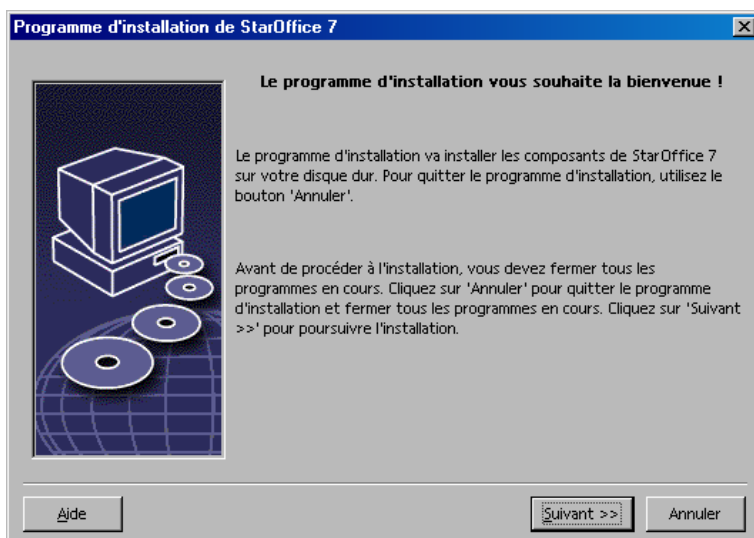 Programme d'installation de StarOffice 7
Le programme d'installation vous souhaite la bienvenue !
Le programme d'installation va installer les composants de StarOffice 7
sur votre disque dur. Pour quitter le programme d'installation, utilisez le
bouton 'Annuler'.
Avant de procéder à l'installation, vous devez fermer tous les
programmes en cours. Cliquez sur 'Annuler' pour quitter le programme
d'installation et fermer tous les programmes en cours. Cliquez sur 'Suivant
>>' pour poursuivre l'installation.
Aide
Suivant >>
Annuler